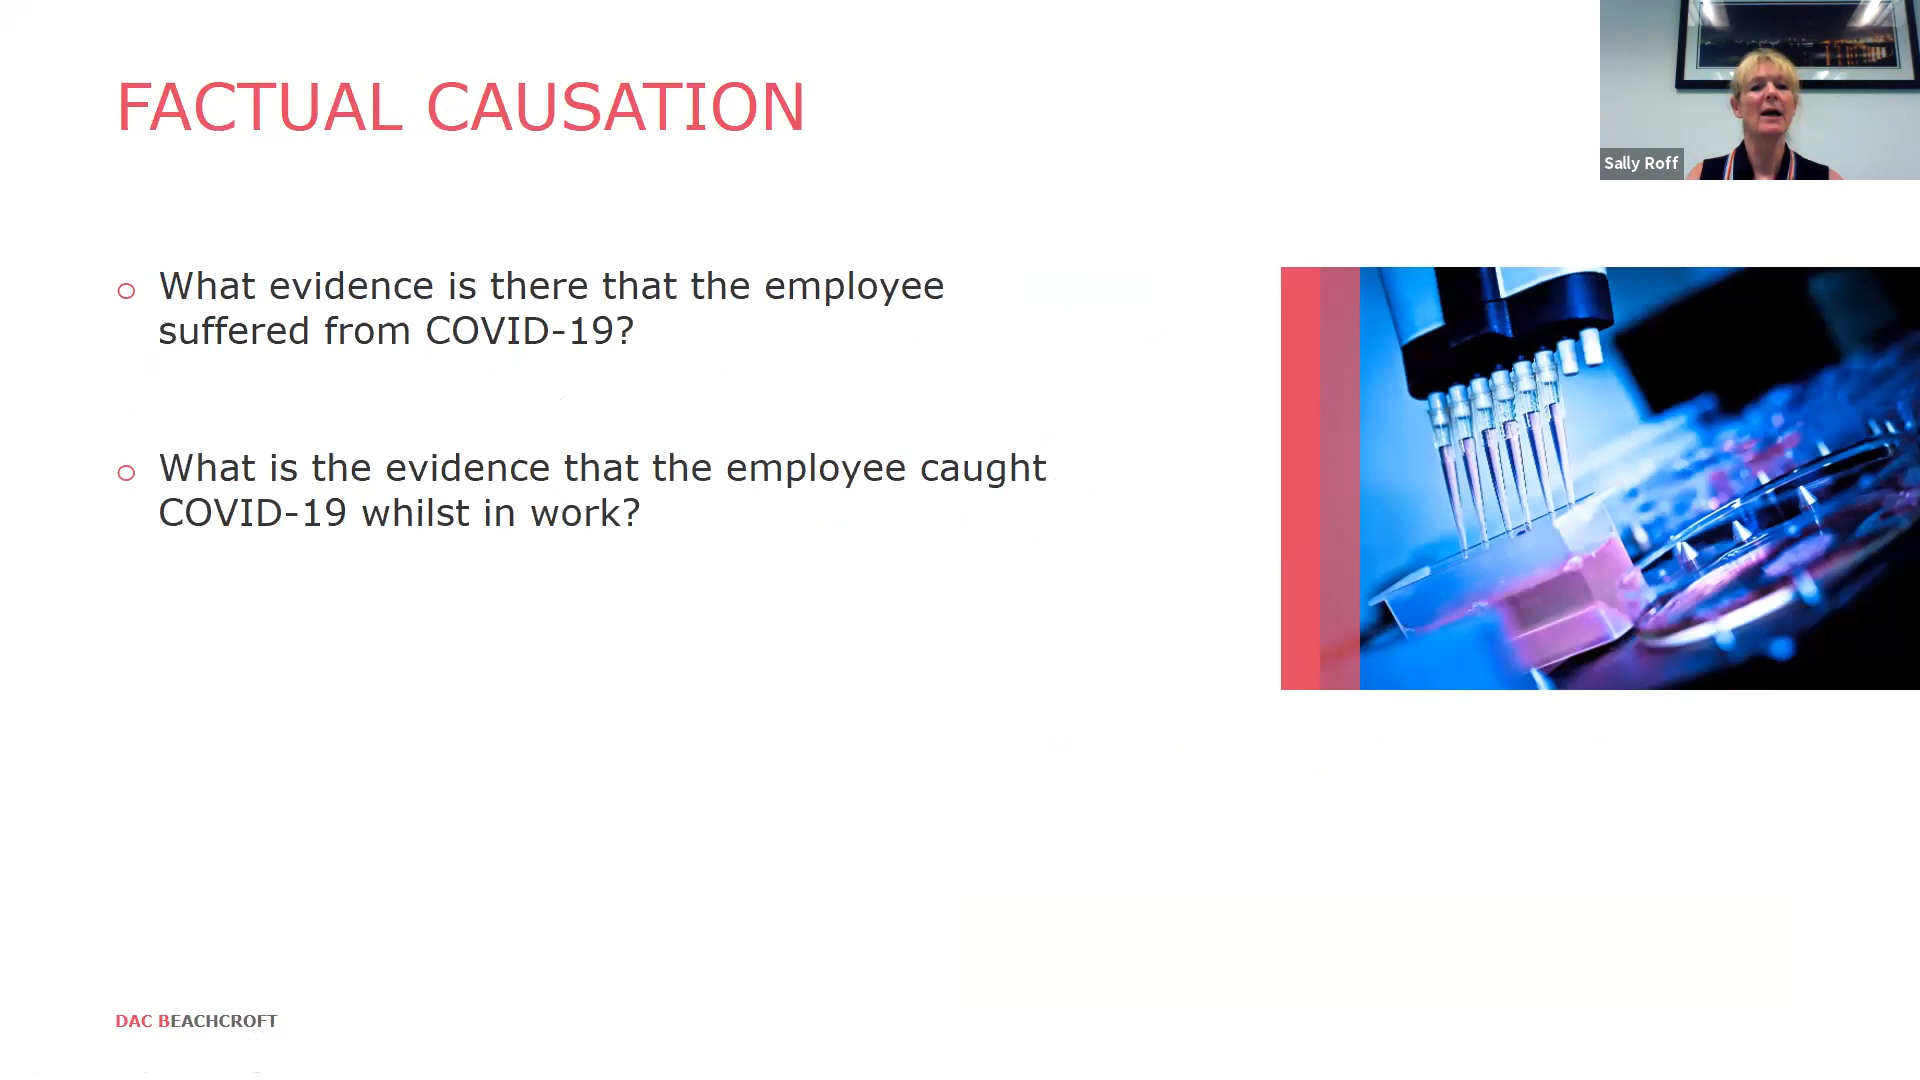 FACTUAL CAUSATION
Sally Roff
What evidence is there that the employee
suffered from COVID-19?
What is the evidence that the employee caught
COVID-19 whilst in work?
DAC BEACHCROFT